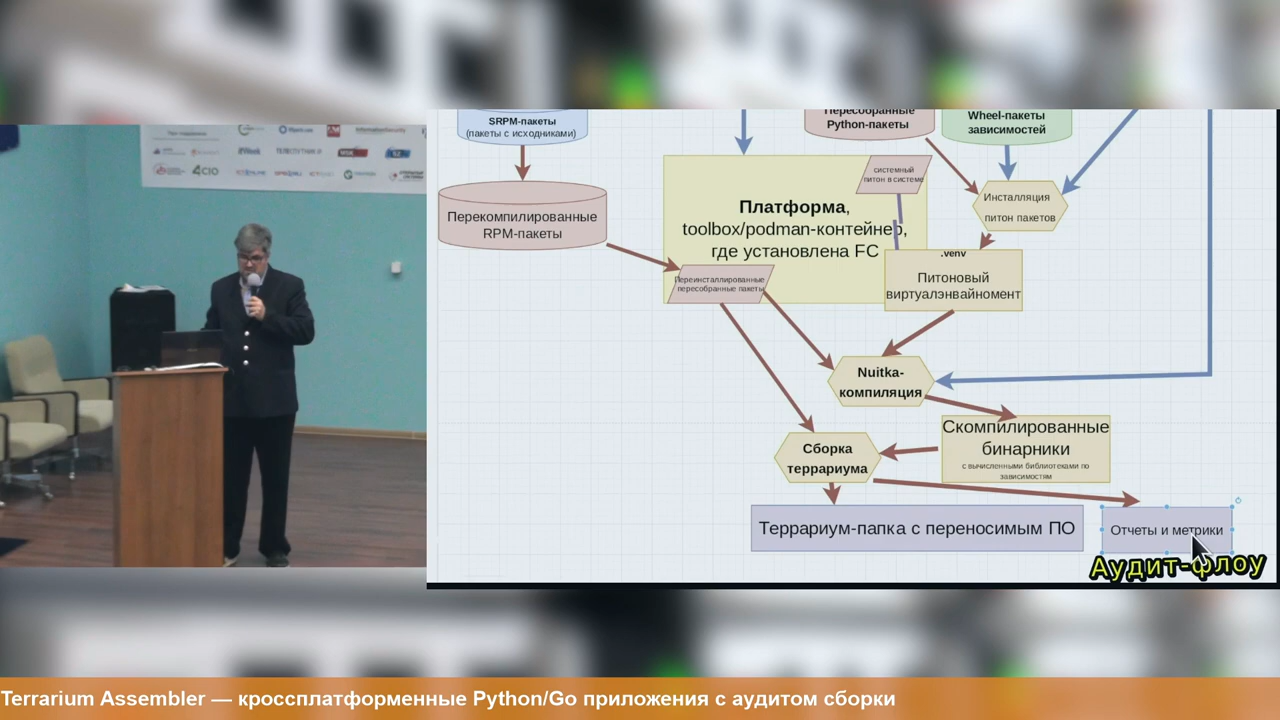 4CIO
SRPM-пакеты
(пакеты с исходниками)
Пересобранные
Python-пакеты
Wheel-пакеты
зависимостей
Перекомпилированные
RPM-пакеты
Платформа,
toolbox/podman-контейнер,
где установлена FC
системный
питон в системе
Инсталляция
питон пакетов
Переинсталлированные
пересобранные пакеты
.venv
Питоновый
виртуалэнвайномент
Nuitka-
компиляция
Скомпилированные
бинарники
с вычисленными библиотеками по
зависимостям
Сборка
террариума
Террариум-папка с переносимым ПО
Отчеты и метрики
Аудит-флоу
Terrarium Assembler — кроссплатформенные Python/Go приложения с аудитом сборки